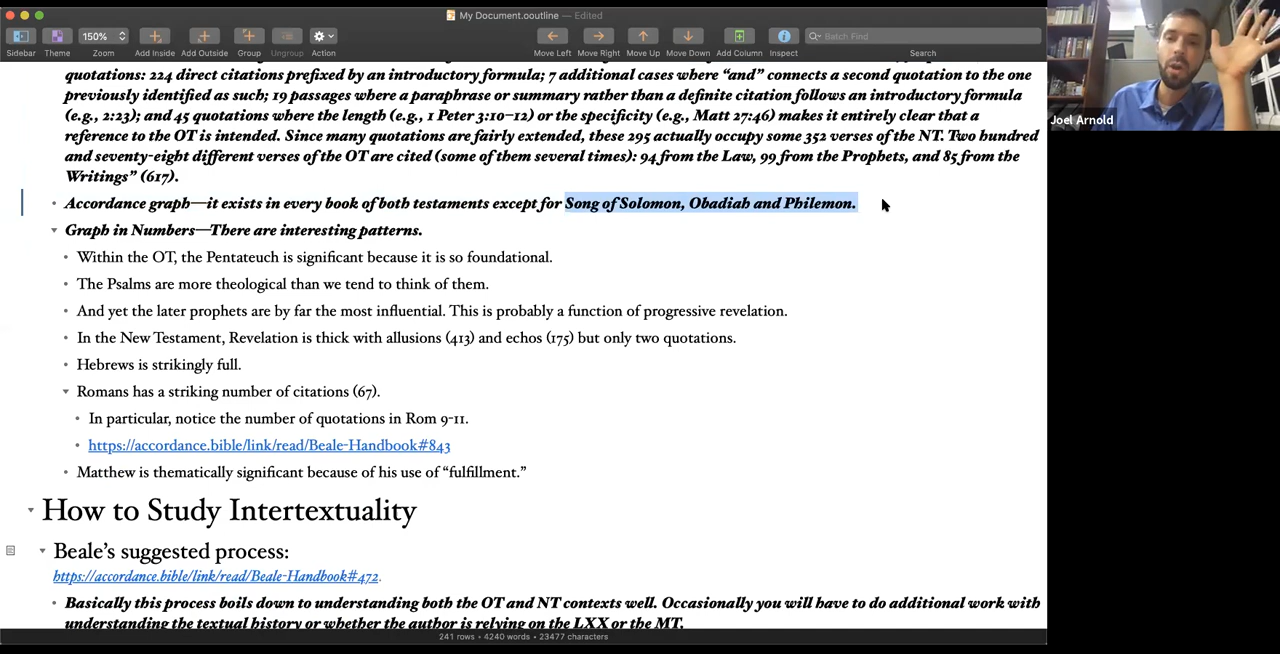 My Document.ooutline — Edited
150%
Sidebar Theme Zoom Add Inside Add Outside Group Ungroup Action Move Left Move Right Move Up Move Down Add Column Inspect Search
Batch Find
Joel Arnold
quotations: 224 direct citations prefixed by an introductory formula; 7 additional cases where “and” connects a second quotation to the one
previously identified as such; 19 passages where a paraphrase or summary rather than a definite citation follows an introductory formula
(e.g., 2:23); and 45 quotations where the length (e.g., 1 Peter 3:10–12) or the specificity (e.g., Matt 27:46) makes it entirely clear that a
reference to the OT is intended. Since many quotations are fairly extended, these 295 actually occupy some 352 verses of the NT. Two hundred
and seventy-eight different verses of the OT are cited (some of them several times): 94 from the Law, 99 from the Prophets, and 85 from the
Writings” (617).
Accordance graph—it exists in every book of both testaments except for Song of Solomon, Obadiah and Philemon.
Graph in Numbers—There are interesting patterns.
Within the OT, the Pentateuch is significant because it is so foundational.
The Psalms are more theological than we tend to think of them.
And yet the later prophets are by far the most influential. This is probably a function of progressive revelation.
In the New Testament, Revelation is thick with allusions (413) and echos (175) but only two quotations.
Hebrews is strikingly full.
Romans has a striking number of citations (67).
In particular, notice the number of quotations in Rom 9-11.
https://accordance.bible/link/read/Beale-Handbook#843
Matthew is thematically significant because of his use of “fulfillment.”
How to Study Intertextuality
Beale’s suggested process:
https://accordance.bible/link/read/Beale-Handbook#472.
Basically this process boils down to understanding both the OT and NT contexts well. Occasionally you will have to do additional work with
understanding the textual history or whether the author is relying on the LXX or the MT.
241 rows • 4240 words • 23477 characters